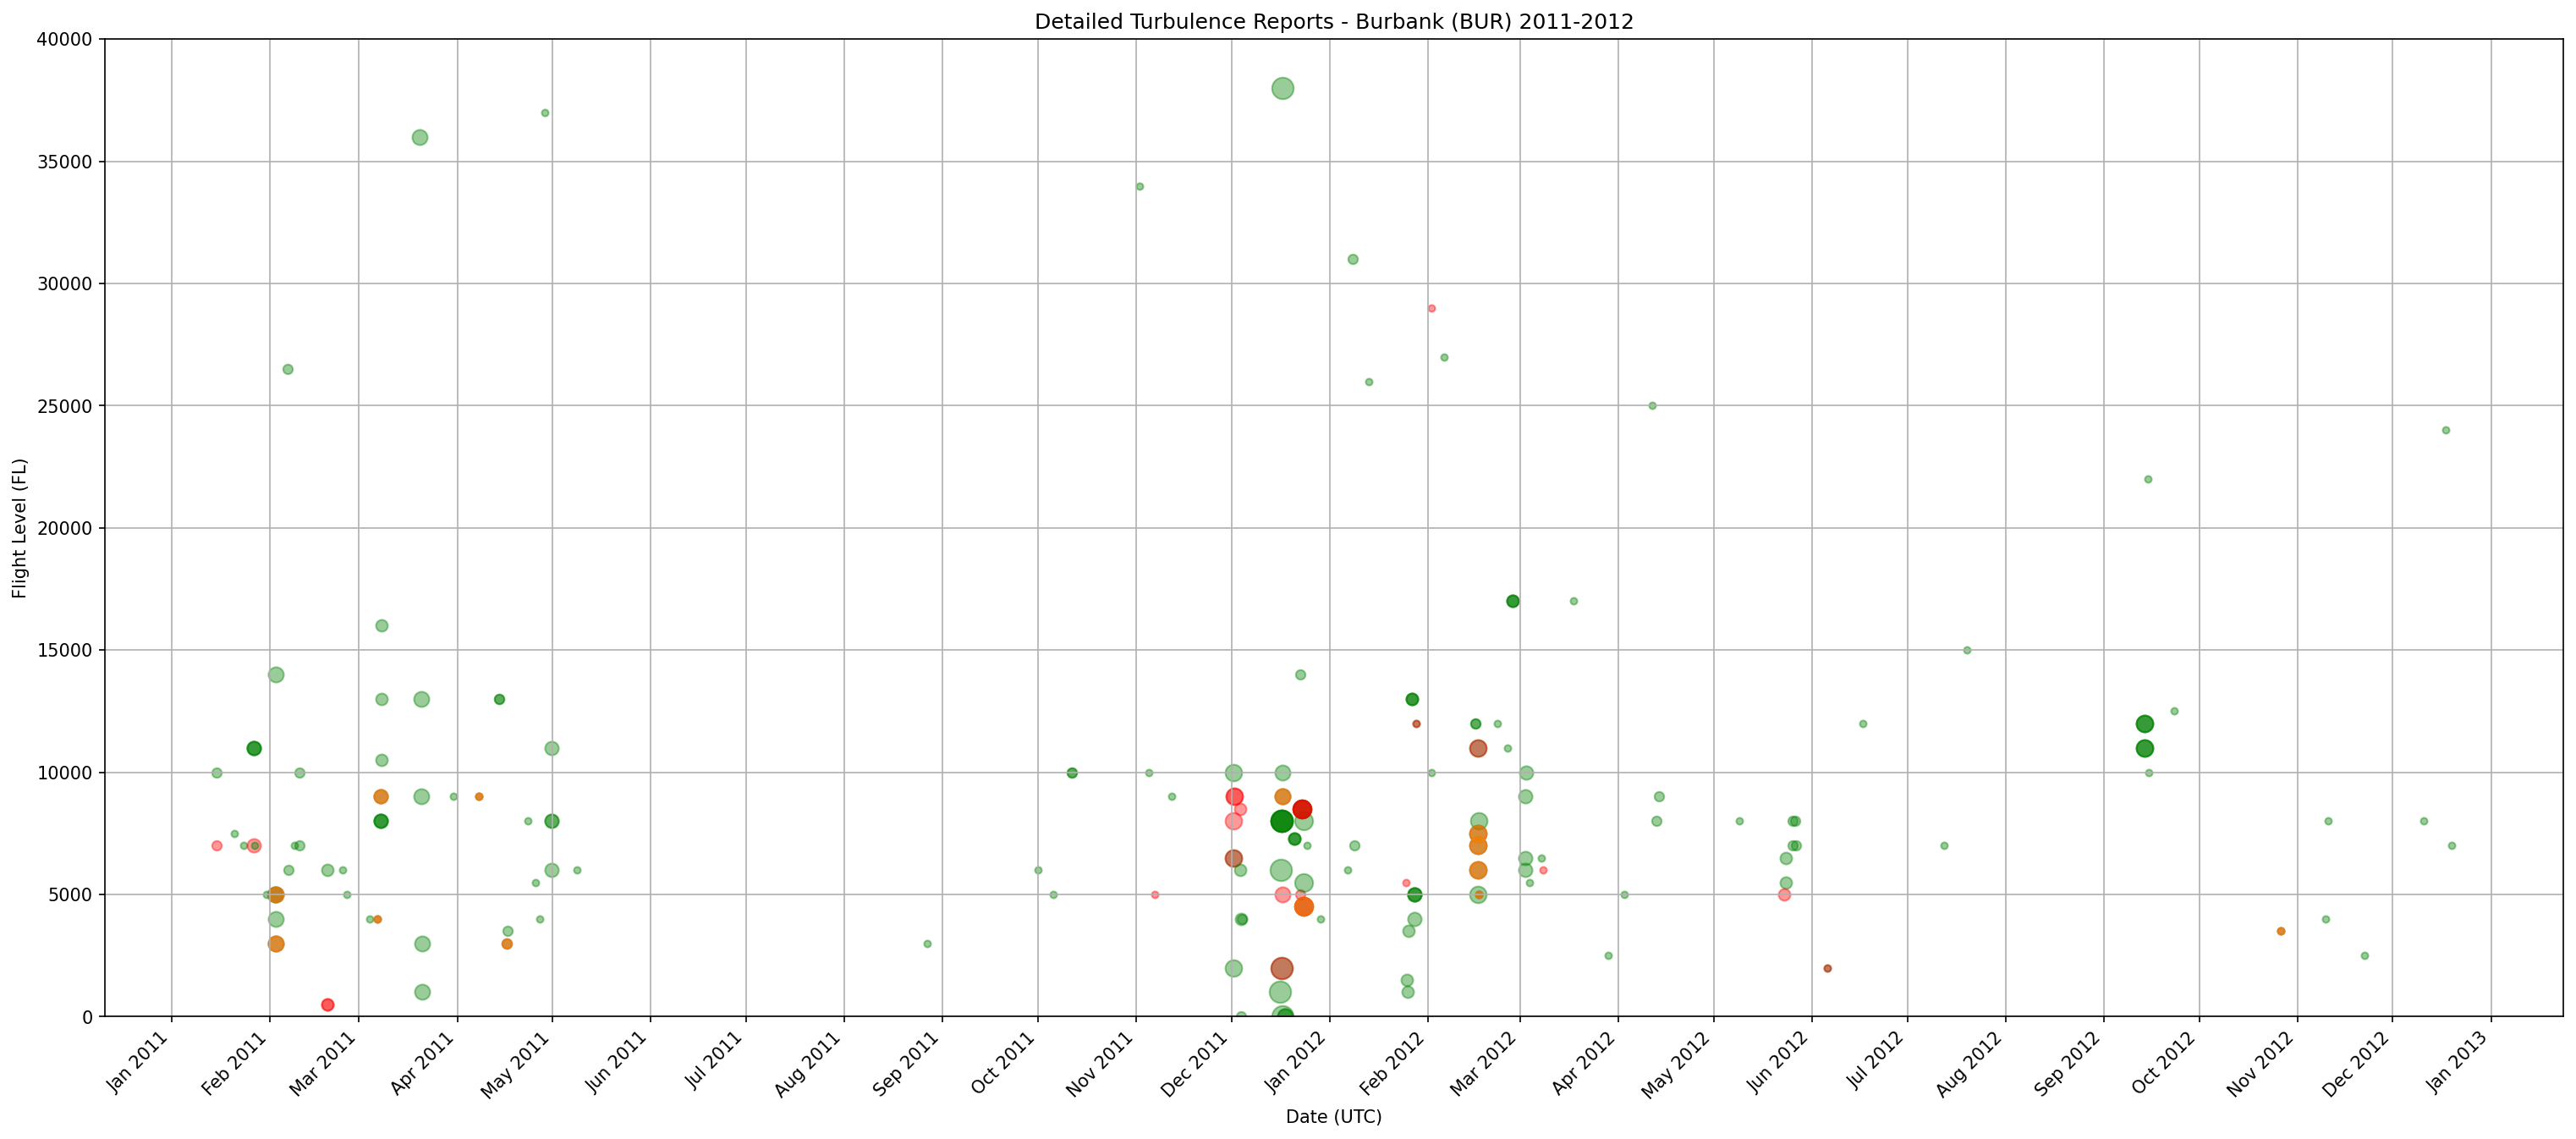 Detailed Turbulence Reports - Burbank (BUR) 2011-2012
40000
35000
30000
25000
20000
15000
10000
5000
0
Flight Level (FL)
Jan 2011
Feb 2011
Mar 2011
Apr 2011
May 2011
Jun 2011
Jul 2011
Aug 2011
Sep 2011
Oct 2011
Nov 2011
Dec 2011
Jan 2012
Feb 2012
Mar 2012
Apr 2012
May 2012
Jun 2012
Jul 2012
Aug 2012
Sep 2012
Oct 2012
Nov 2012
Dec 2012
Jan 2013
Date (UTC)